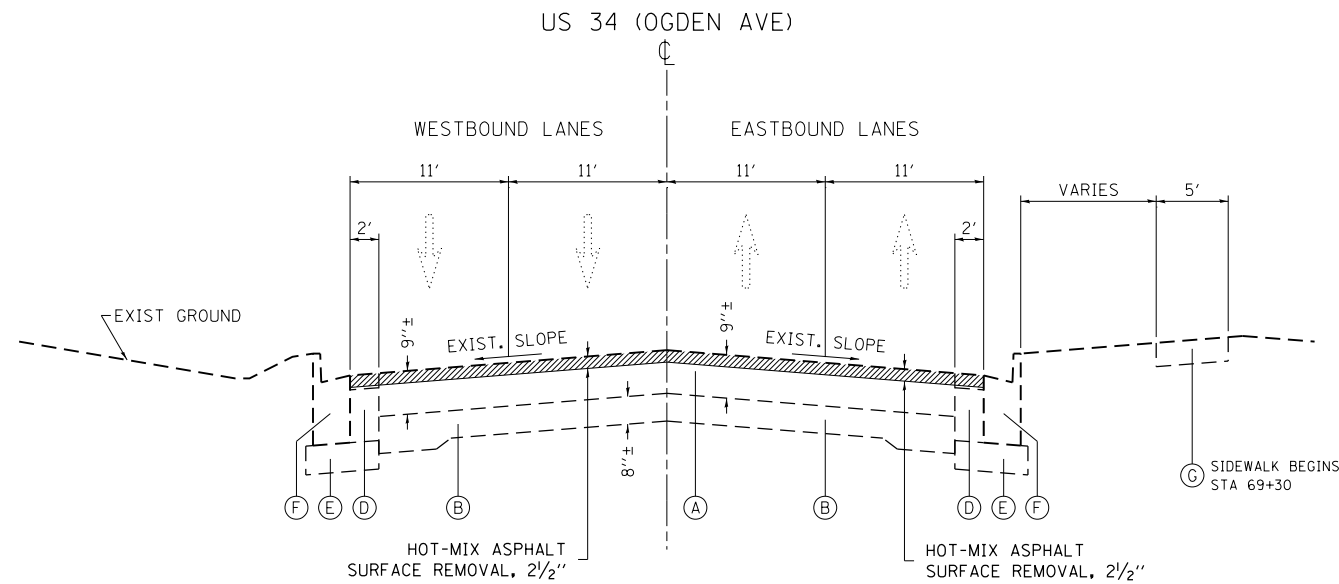 US 34 (OGDEN AVE)
℄
WESTBOUND LANES
EASTBOUND LANES
11'
11'
11'
11'
VARIES
5'
2'
2'
EXIST GROUND
9"±
EXIST. SLOPE
9"±
EXIST. SLOPE
8"±
F
E
D
B
A
B
D
E
F
G
SIDEWALK BEGINS
STA 69+30
HOT-MIX ASPHALT
SURFACE REMOVAL, 2½"
HOT-MIX ASPHALT
SURFACE REMOVAL, 2½"